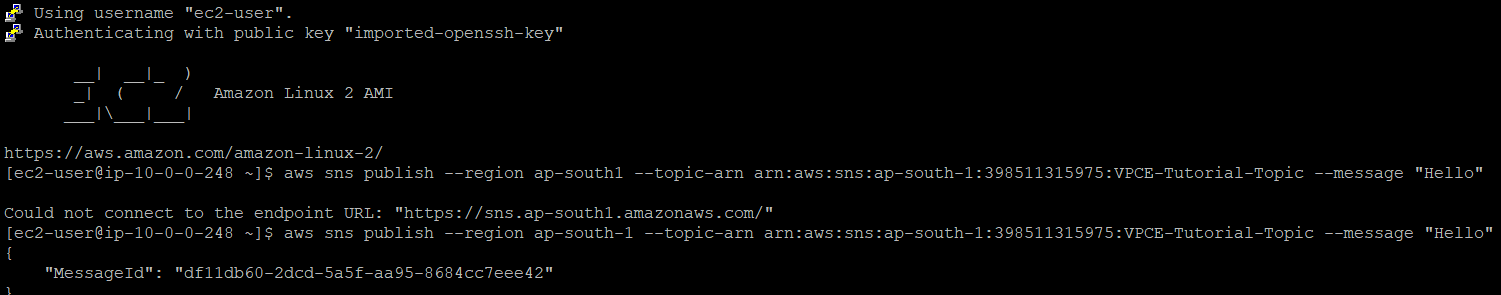 Using username "ec2-user".
Authenticating with public key "imported-openssh-key"
       __|  __|_  )
       _|  (     /   Amazon Linux 2 AMI
      ___|\___|___|
https://aws.amazon.com/amazon-linux-2/
[ec2-user@ip-10-0-0-248 ~]$ aws sns publish --region ap-south1 --topic-arn arn:aws:sns:ap-south-1:398511315975:VPCE-Tutorial-Topic --message "Hello"
Could not connect to the endpoint URL: "https://sns.ap-south1.amazonaws.com/"
[ec2-user@ip-10-0-0-248 ~]$ aws sns publish --region ap-south-1 --topic-arn arn:aws:sns:ap-south-1:398511315975:VPCE-Tutorial-Topic --message "Hello"
{
    "MessageId": "df11db60-2dcd-5a5f-aa95-8684cc7eee42"
}